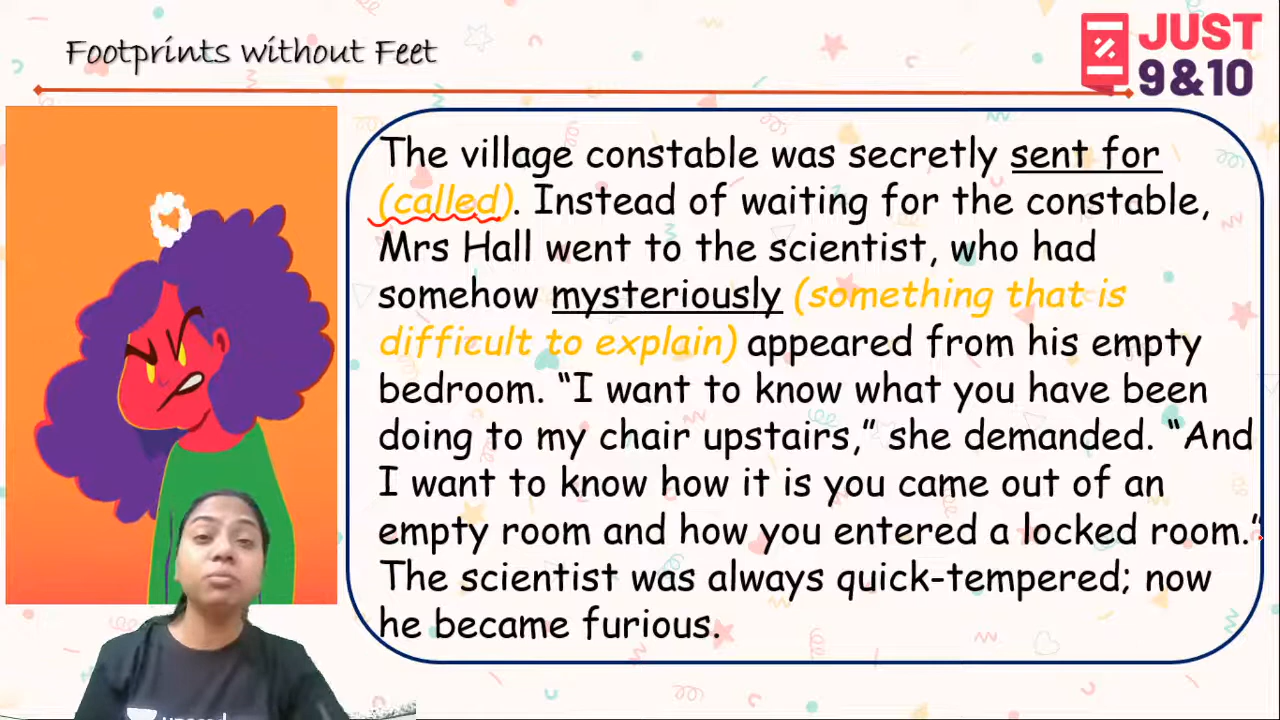 Footprints without Feet
JUST
9&10
The village constable was secretly sent for
(called). Instead of waiting for the constable,
Mrs Hall went to the scientist, who had
somehow mysteriously (something that is
difficult to explain) appeared from his empty
bedroom. “I want to know what you have been
doing to my chair upstairs,” she demanded. “And
I want to know how it is you came out of an
empty room and how you entered a locked room.”
The scientist was always quick-tempered; now
he became furious.